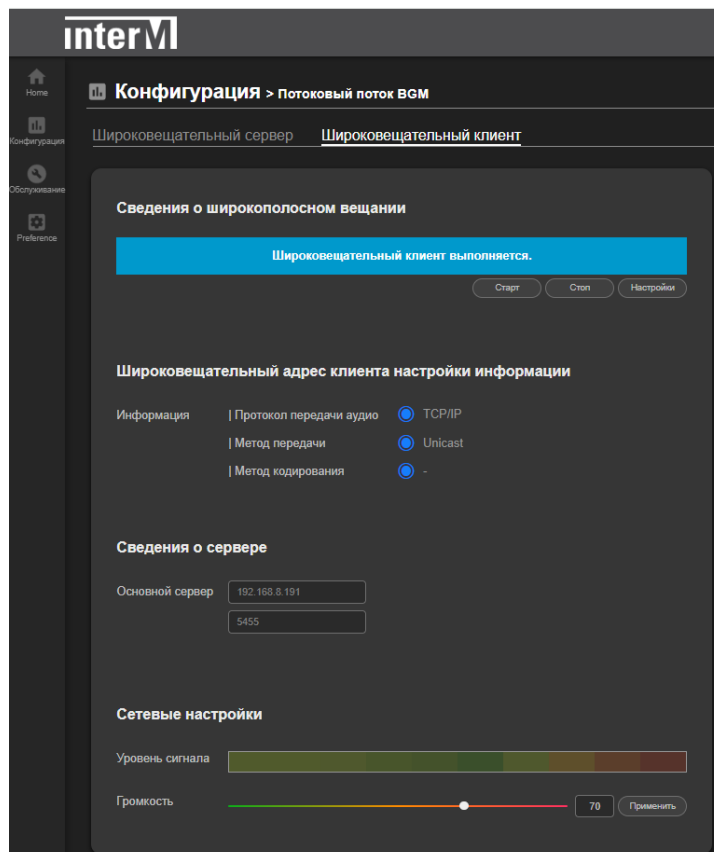 interM
Home
Конфигурация > Потоковый поток BGM
Конфигурация
Широковещательный сервер Широковещательный клиент
Обслуживание
Preference
Сведения о широкополосном вещании
Широковещательный клиент выполняется.
Старт Стоп Настройки
Широковещательный адрес клиента настройки информации
Информация | Протокол передачи аудио TCP/IP
| Метод передачи Unicast
| Метод кодирования -
Сведения о сервере
Основной сервер 192.168.8.191
5455
Сетевые настройки
Уровень сигнала
Громкость 70 Применить